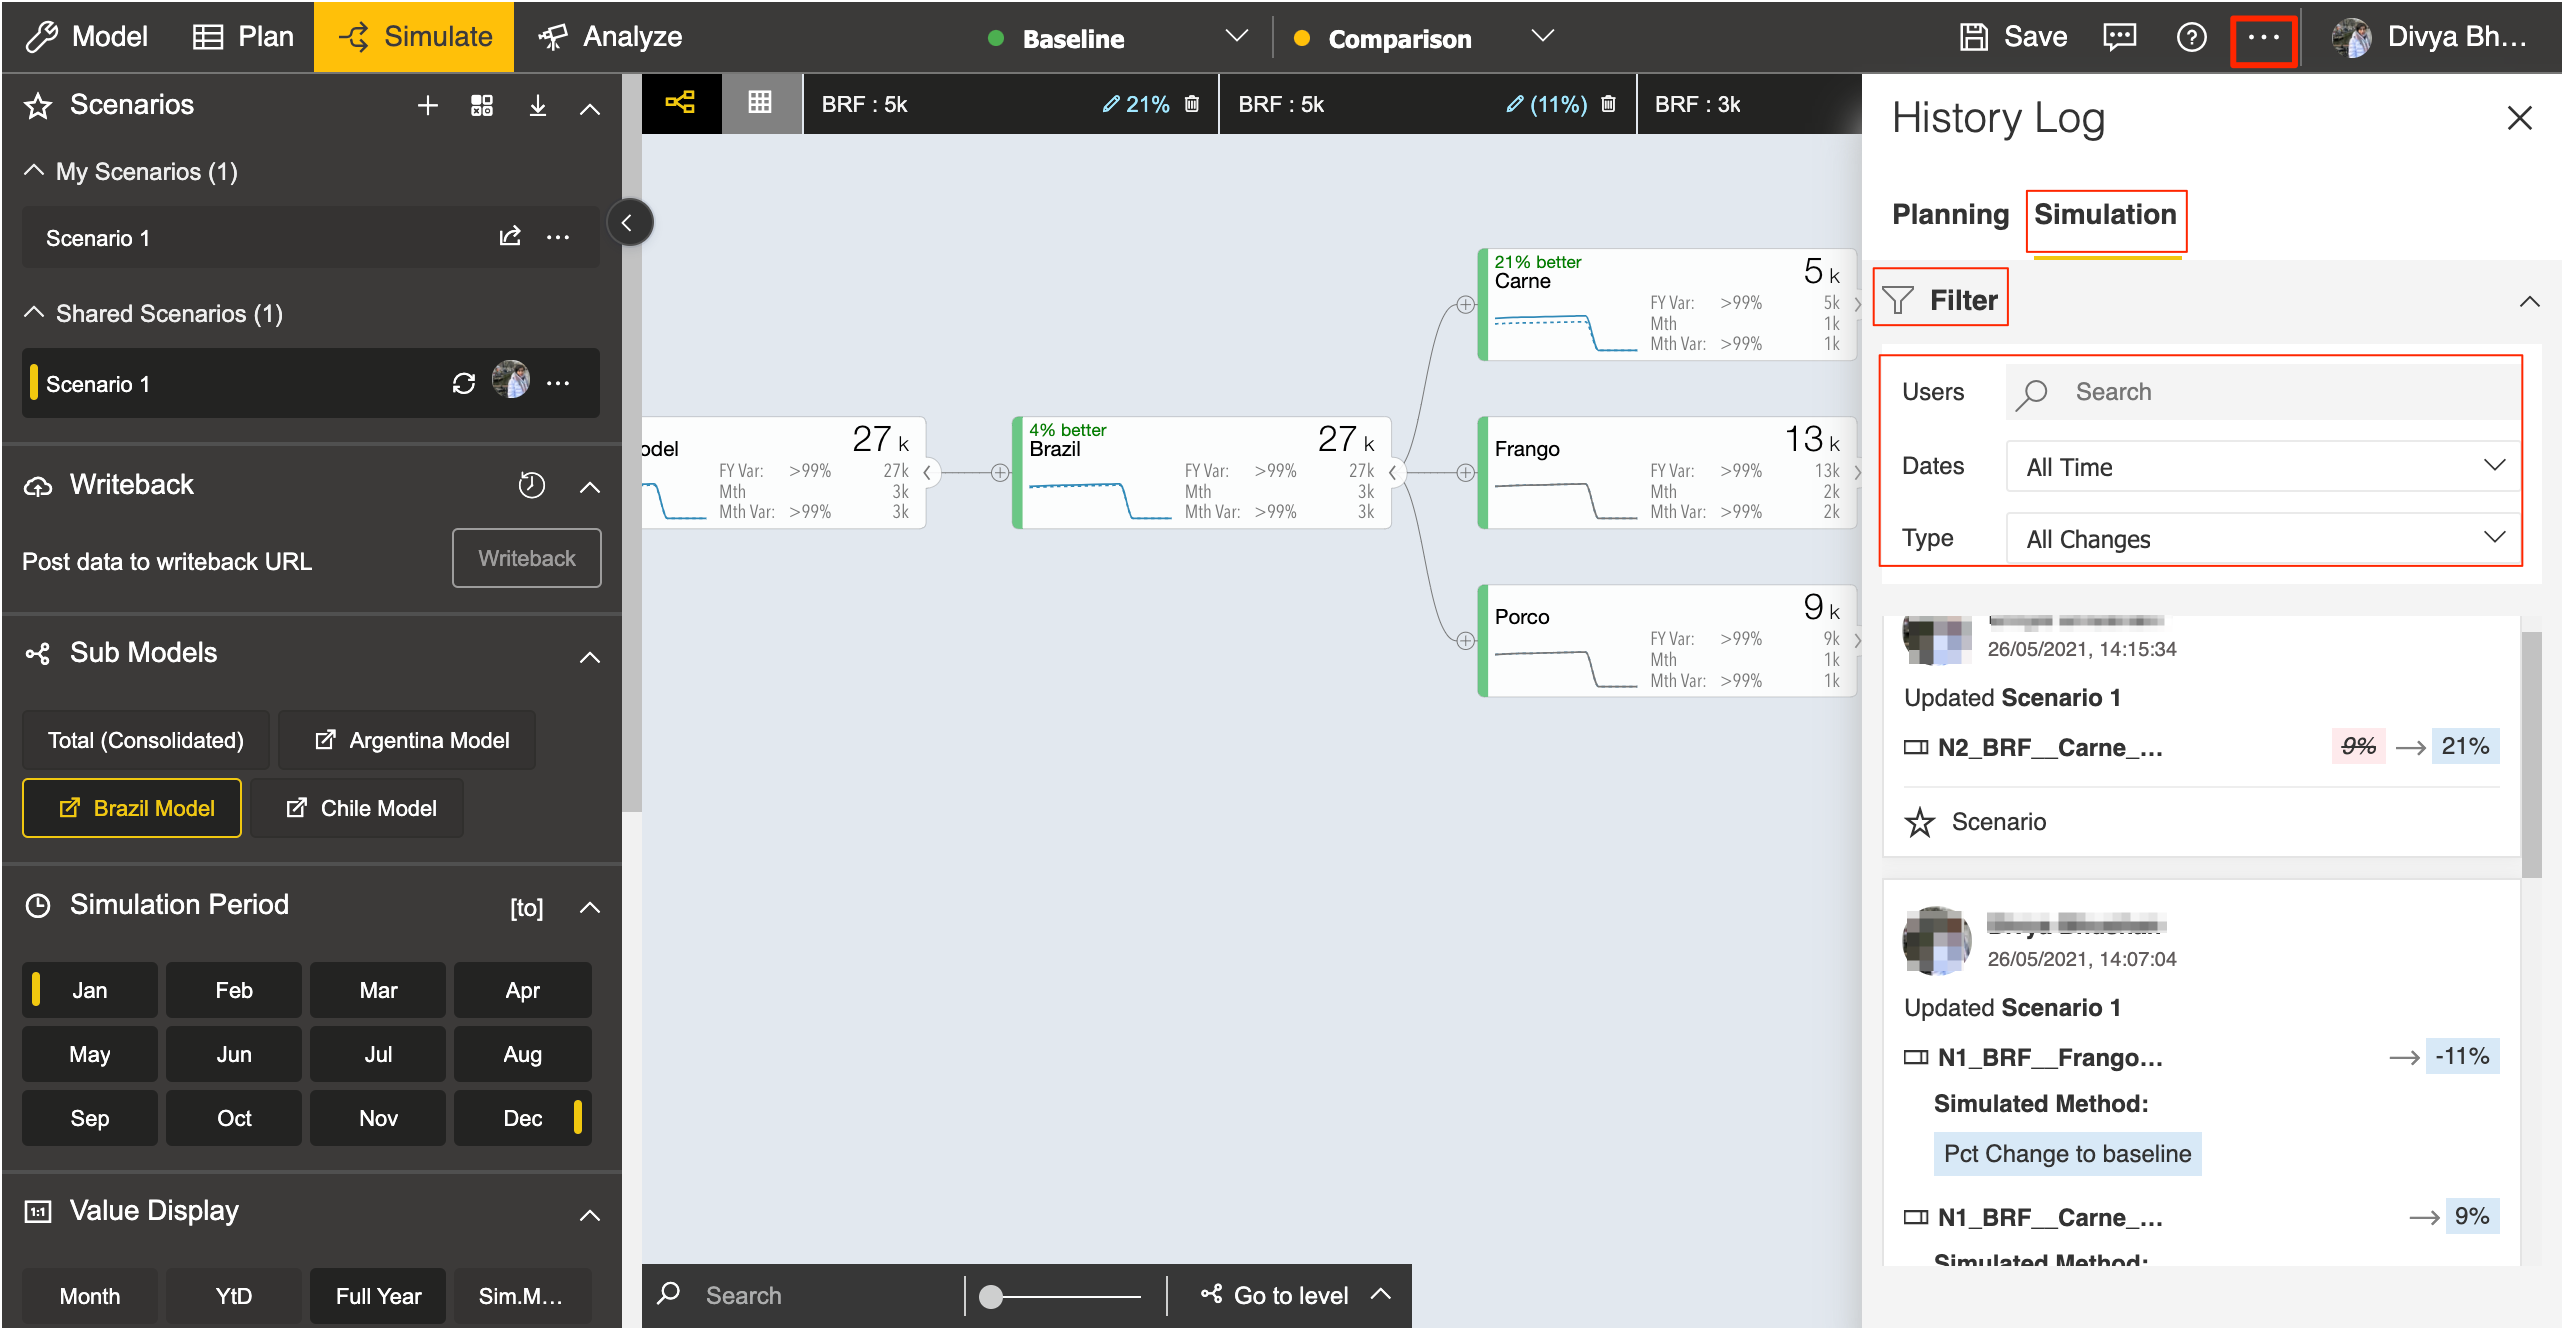 Model Plan Simulate Analyze Baseline Comparison Save Divya Bh...
Scenarios
My Scenarios (1)
Scenario 1
Shared Scenarios (1)
Scenario 1
Writeback
Post data to writeback URL Writeback
Sub Models
Total (Consolidated) Argentina Model
Brazil Model Chile Model
Simulation Period [to]
Jan Feb Mar Apr
May Jun Jul Aug
Sep Oct Nov Dec
1:1 Value Display
Month YtD Full Year Sim.M...
BRF : 5k 21% BRF : 5k (11%) BRF : 3k
odel 27 k
FY Var: >99% 27k
Mth 3k
Mth Var: >99% 3k
4% better
Brazil 27 k
FY Var: >99% 27k
Mth 3k
Mth Var: >99% 3k
21% better
Carne 5 k
FY Var: >99% 5k
Mth 1k
Mth Var: >99% 1k
Frango 13 k
FY Var: >99% 13k
Mth 2k
Mth Var: >99% 2k
Porco 9 k
FY Var: >99% 9k
Mth 1k
Mth Var: >99% 1k
Search Go to level
History Log
Planning Simulation
Filter
Users Search
Dates All Time
Type All Changes
26/05/2021, 14:15:34
Updated Scenario 1
N2_BRF__Carne_... 9% 21%
Scenario
26/05/2021, 14:07:04
Updated Scenario 1
N1_BRF__Frango... -11%
Simulated Method:
Pct Change to baseline
N1_BRF__Carne_... 9%
Simulated Method: